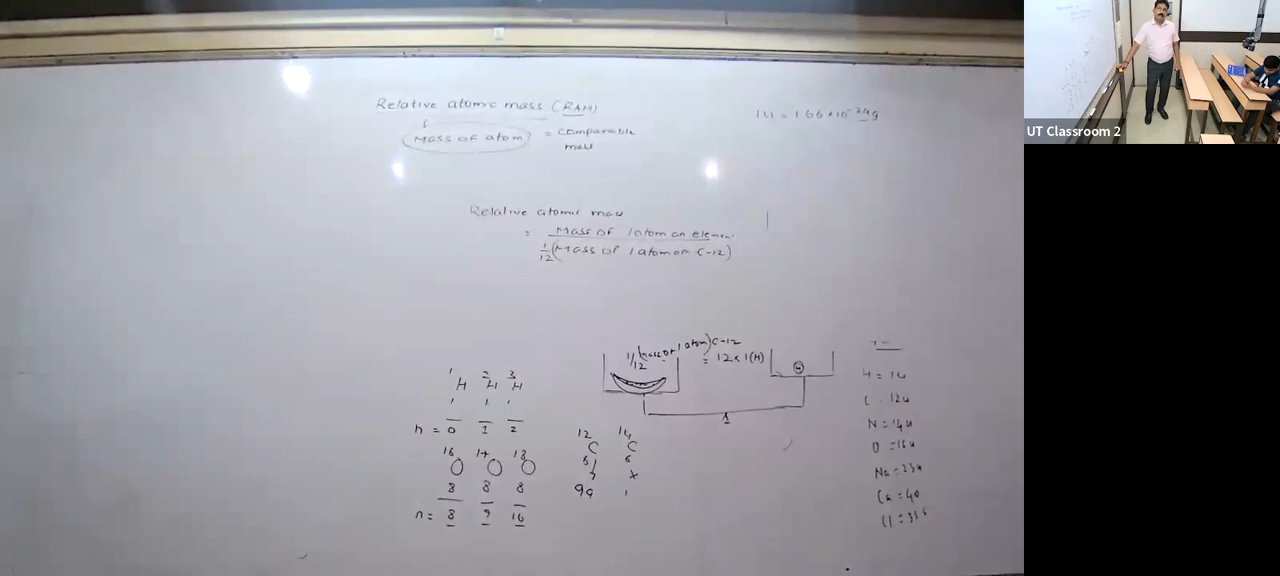 Relative atomic mass (RAM)
Mass of atom = comparable
mass
1u = 1.66 x 10⁻²⁴g
Relative atomic mass
= Mass of 1 atom an element
1/12 (Mass of 1 atom of C-12)
1/12 (mass of 1 atom) C-12
= 12 x 1(H)
H
1 H 2 H 3 H
1 1 1
n = 0 1 2
16 O 17 O 18 O
8 8 8
n = 8 9 10
12 C 14 C
6 6
99 1
H = 1u
C 12u
N = 14u
O = 16u
Na = 23u
Ca = 40
Cl = 35.5
UT Classroom 2